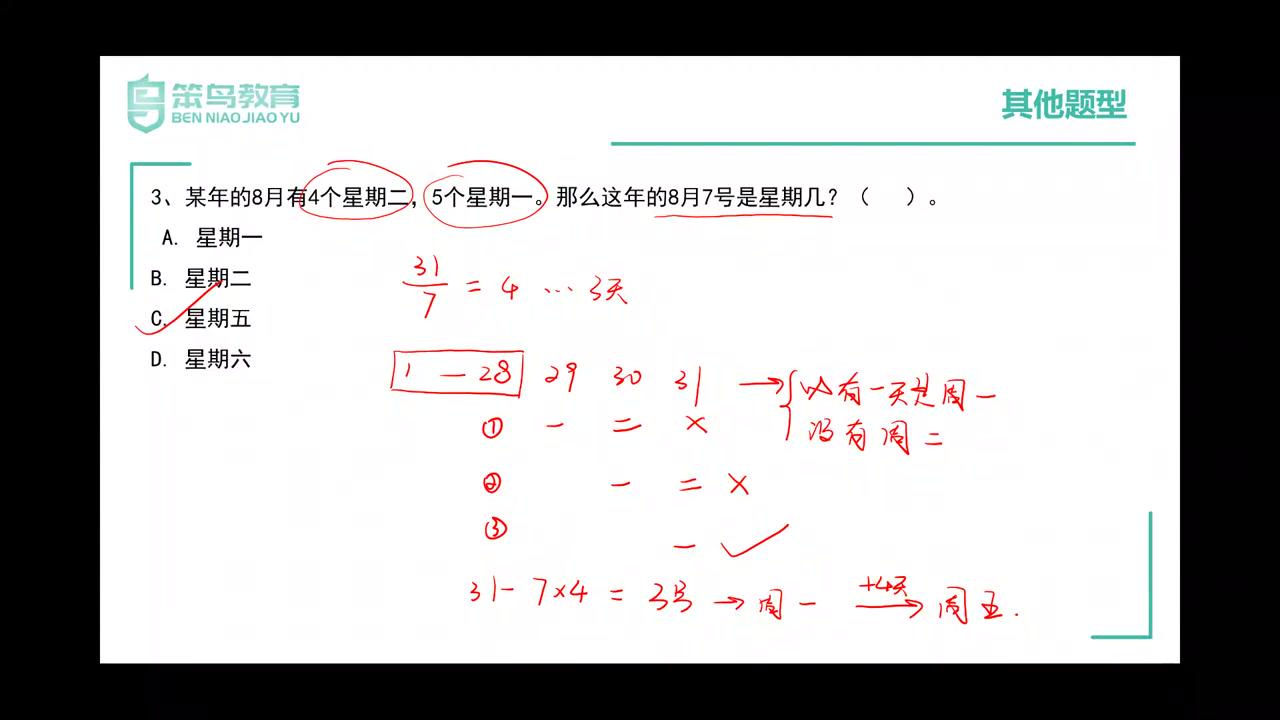 笨鸟教育
BEN NIAO JIAO YU
其他题型
3、某年的8月有4个星期二，5个星期一。那么这年的8月7号是星期几？（ ）。
A. 星期一
B. 星期二
C. 星期五
D. 星期六
31/7 = 4 … 3天
1 — 28 29 30 31 → 必有一天是周一
没有周二
① 一 二 ×
② 一 二 ×
③ 一 ✓
31 - 7×4 = 3号 → 周一 +4天 → 周五.